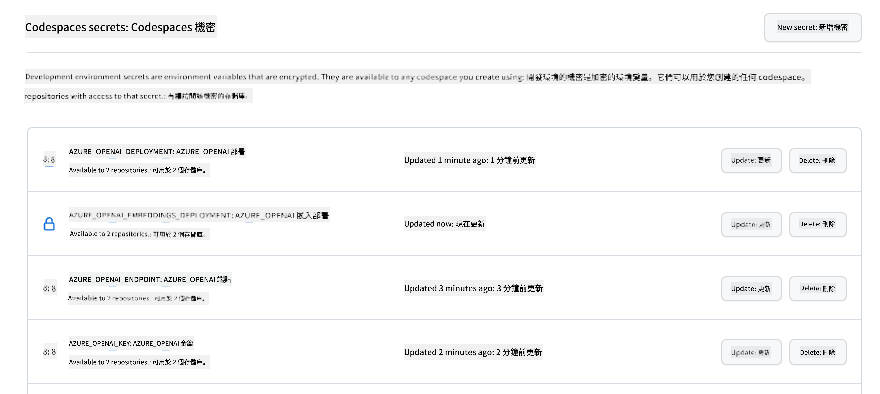 Codespaces secrets: Codespaces 機密
New secret: 新增機密
Development environment secrets are environment variables that are encrypted. They are available to any codespace you create using: 開發環境的機密是加密的環境變量。它們可以用於您創建的任何 codespace。
repositories with access to that secret.: 有權訪問該機密的存儲庫。
AZURE_OPENAI_DEPLOYMENT: AZURE_OPENAI 部署
Available to 2 repositories.: 可用於 2 個存儲庫。
Updated 1 minute ago: 1 分鐘前更新
Update: 更新
Delete: 刪除
AZURE_OPENAI_EMBEDDINGS_DEPLOYMENT: AZURE_OPENAI 嵌入部署
Available to 2 repositories.: 可用於 2 個存儲庫。
Updated now: 現在更新
Update: 更新
Delete: 刪除
AZURE_OPENAI_ENDPOINT: AZURE_OPENAI
Available to 2 repositories.: 可用於 2 個存儲庫。
Updated 3 minutes ago: 3 分鐘前更新
Update: 更新
Delete: 刪除
AZURE_OPENAI_KEY: AZURE_OPENAI 金鑰
Available to 2 repositories.: 可用於 2 個存儲庫。
Updated 2 minutes ago: 2 分鐘前更新
Update: 更新
Delete: 刪除